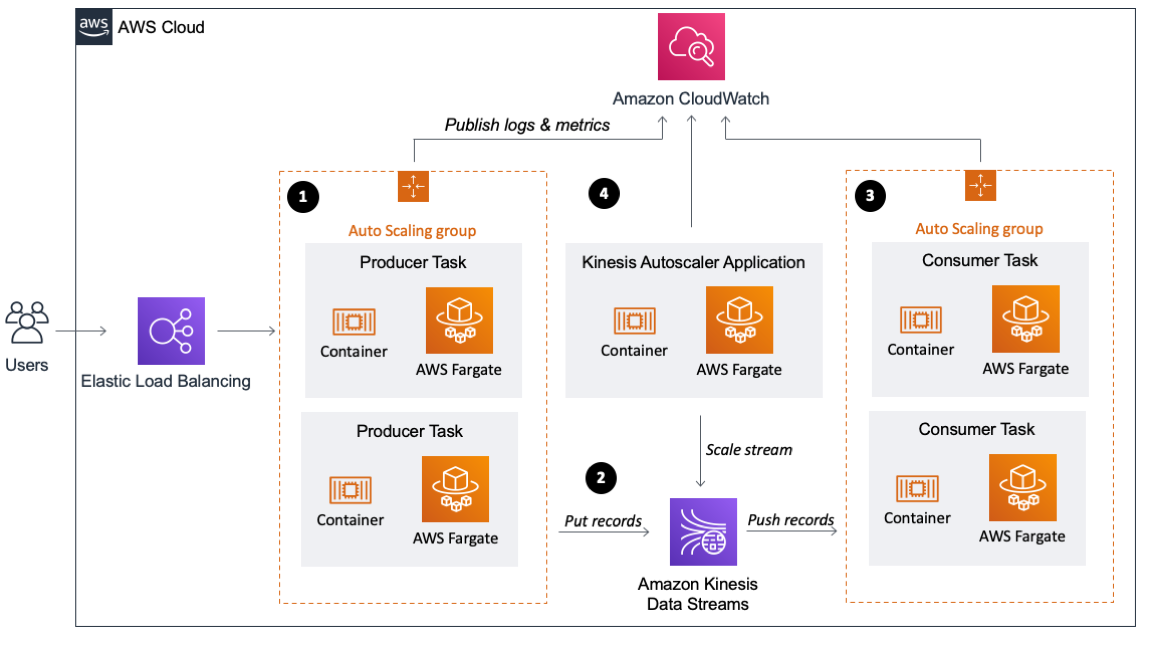 aws
AWS Cloud
Amazon CloudWatch
Publish logs & metrics
1
4
3
Auto Scaling group
Auto Scaling group
Producer Task
Kinesis Autoscaler Application
Consumer Task
Container
AWS Fargate
Container
AWS Fargate
Container
AWS Fargate
Users
Elastic Load Balancing
Producer Task
Consumer Task
Scale stream
2
Container
AWS Fargate
Put records
Push records
Container
AWS Fargate
Amazon Kinesis
Data Streams